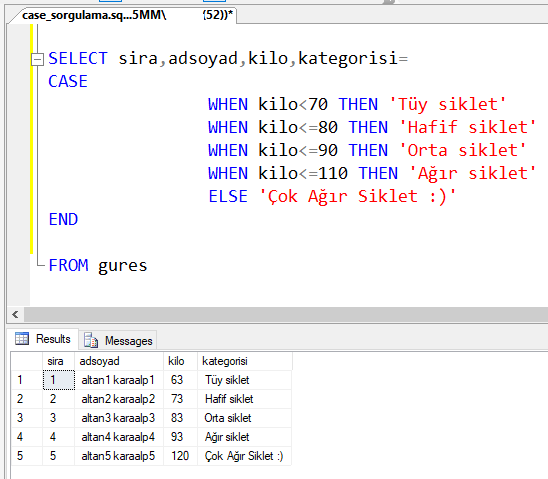 case_sorgulama.sq...5MM\ (52))*
SELECT sira,adsoyad,kilo,kategorisi=
CASE
WHEN kilo<70 THEN 'Tüy siklet'
WHEN kilo<=80 THEN 'Hafif siklet'
WHEN kilo<=90 THEN 'Orta siklet'
WHEN kilo<=110 THEN 'Ağır siklet'
ELSE 'Çok Ağır Siklet :)'
END
FROM gures
Results Messages
sira adsoyad kilo kategorisi
1 1 altan1 karaalp1 63 Tüy siklet
2 2 altan2 karaalp2 73 Hafif siklet
3 3 altan3 karaalp3 83 Orta siklet
4 4 altan4 karaalp4 93 Ağır siklet
5 5 altan5 karaalp5 120 Çok Ağır Siklet :)